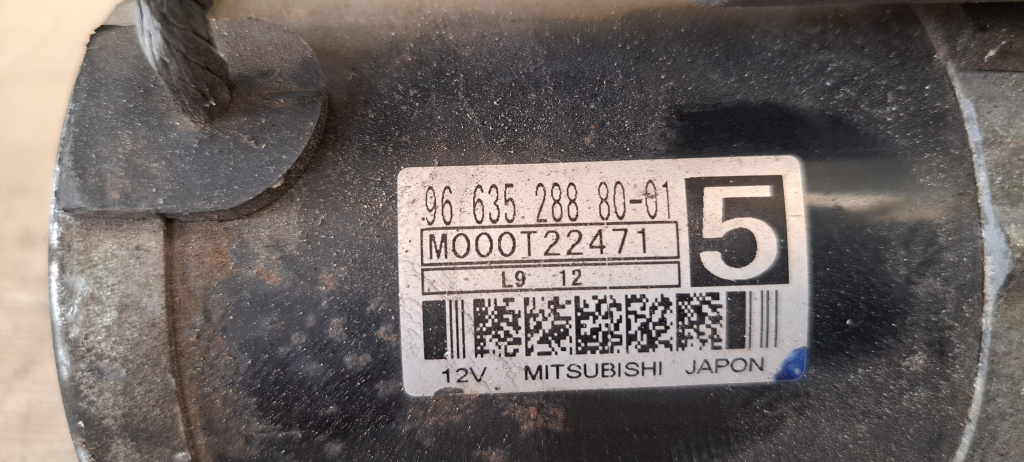 96 635 288 80-01
5
M000T22471
L9 12
12V MITSUBISHI JAPON